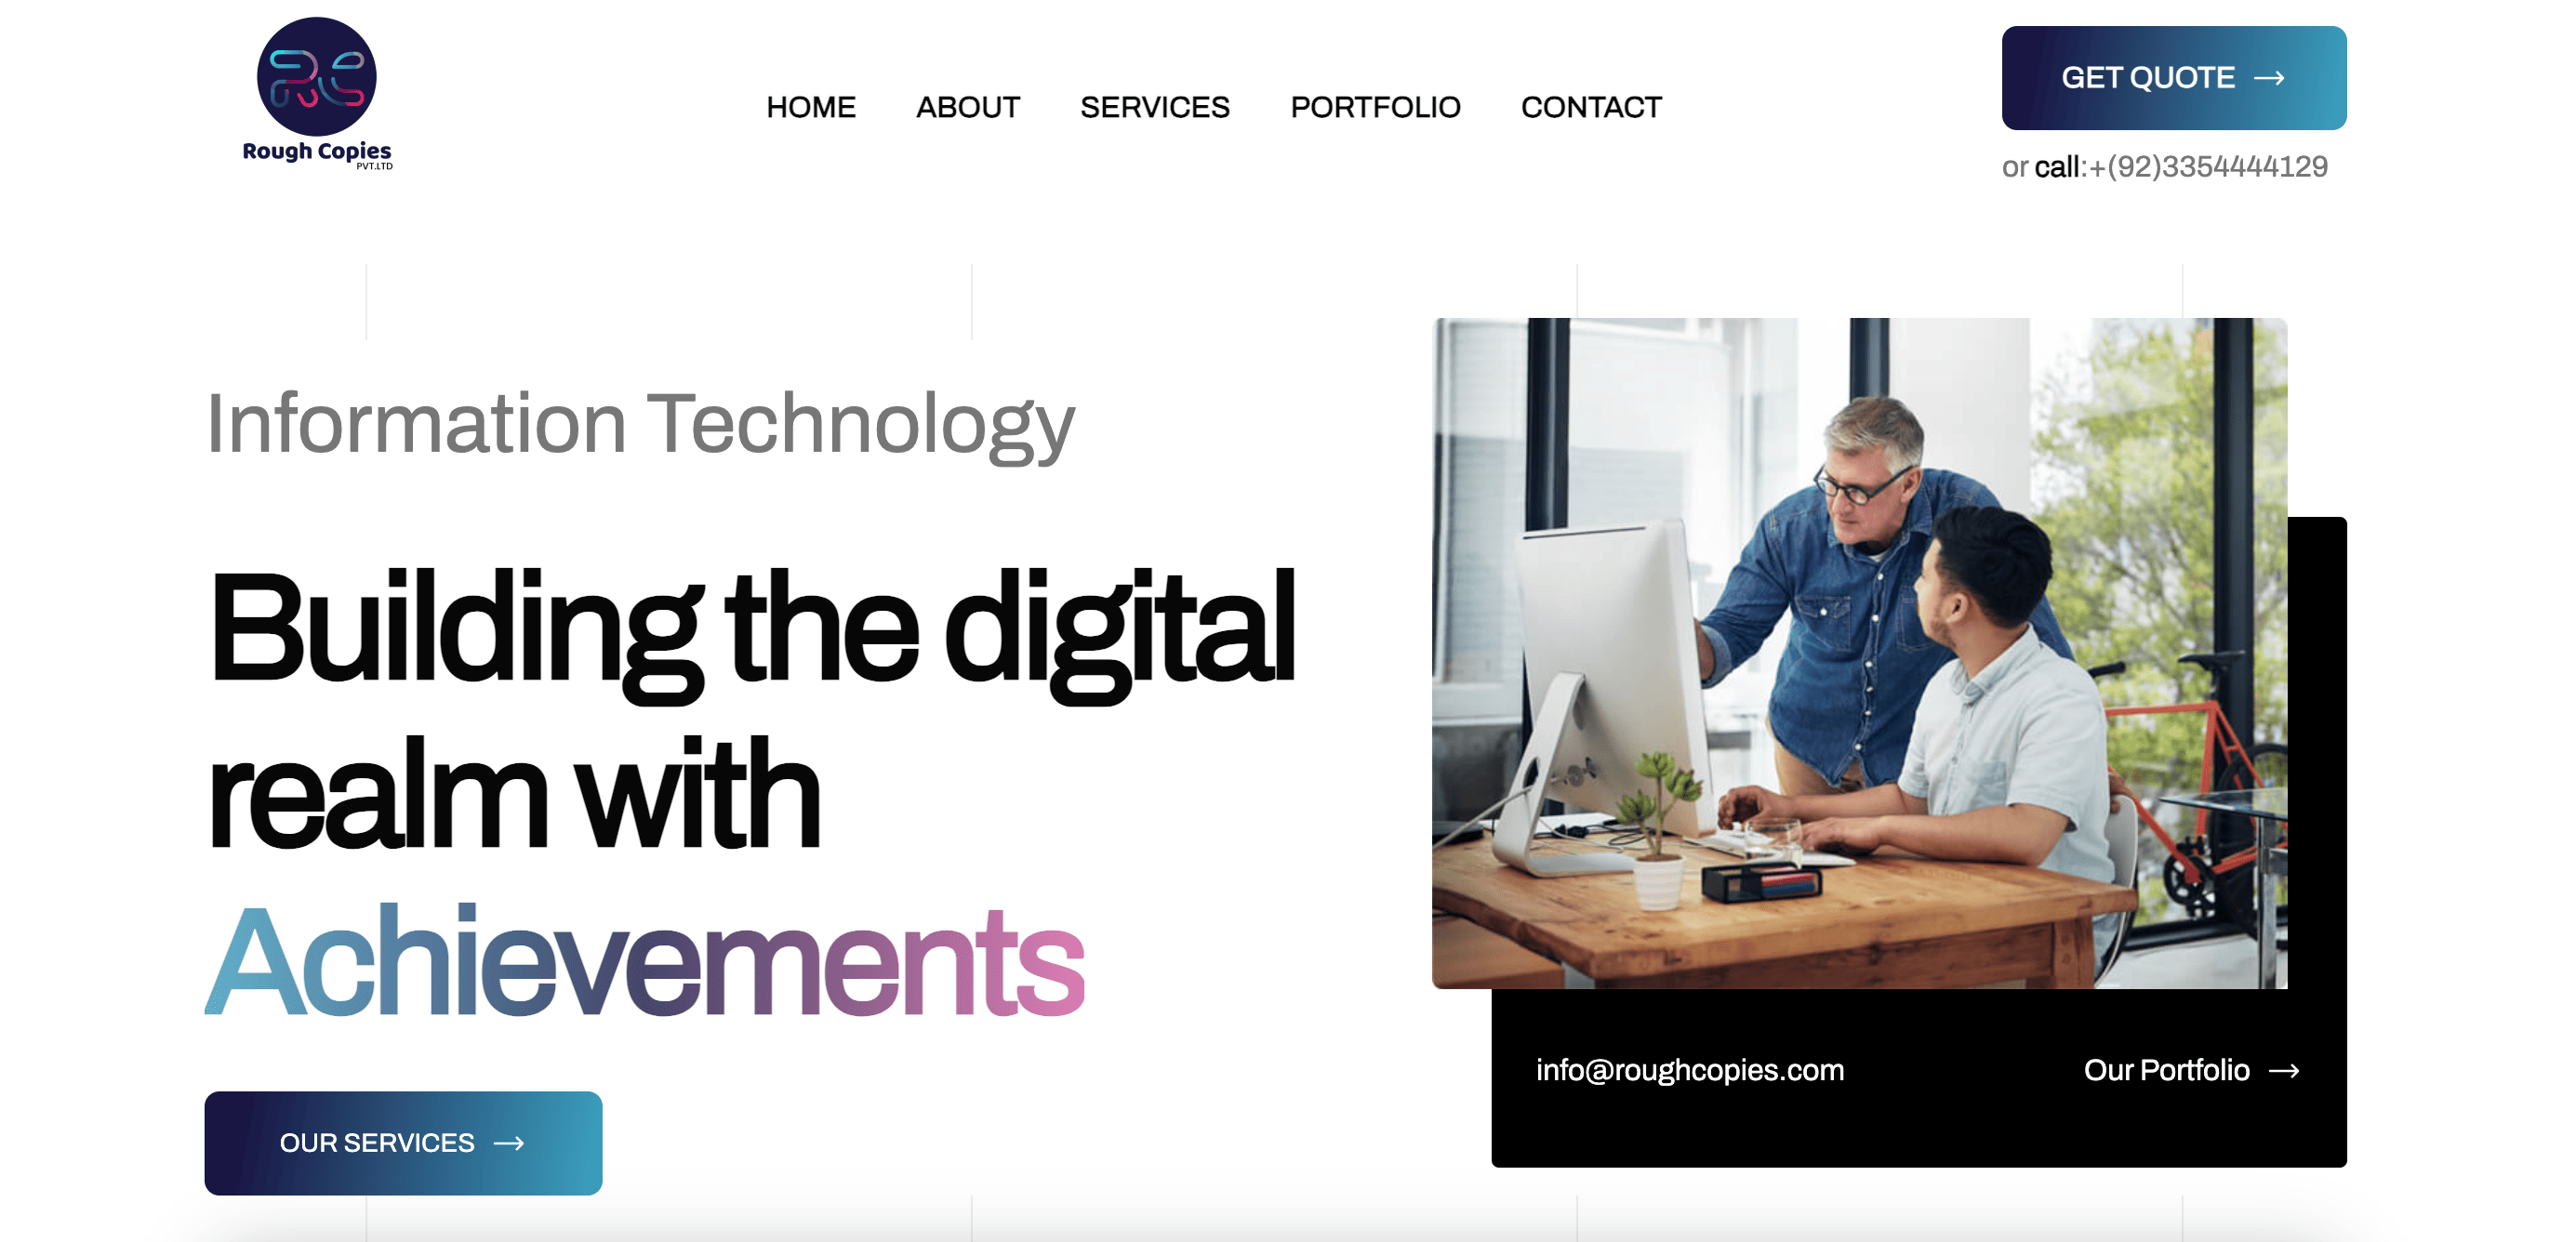 RC
Rough Copies
PVT.LTD
HOME ABOUT SERVICES PORTFOLIO CONTACT
GET QUOTE
or call:+(92)3354444129
Information Technology
Building the digital
realm with
Achievements
OUR SERVICES
info@roughcopies.com
Our Portfolio